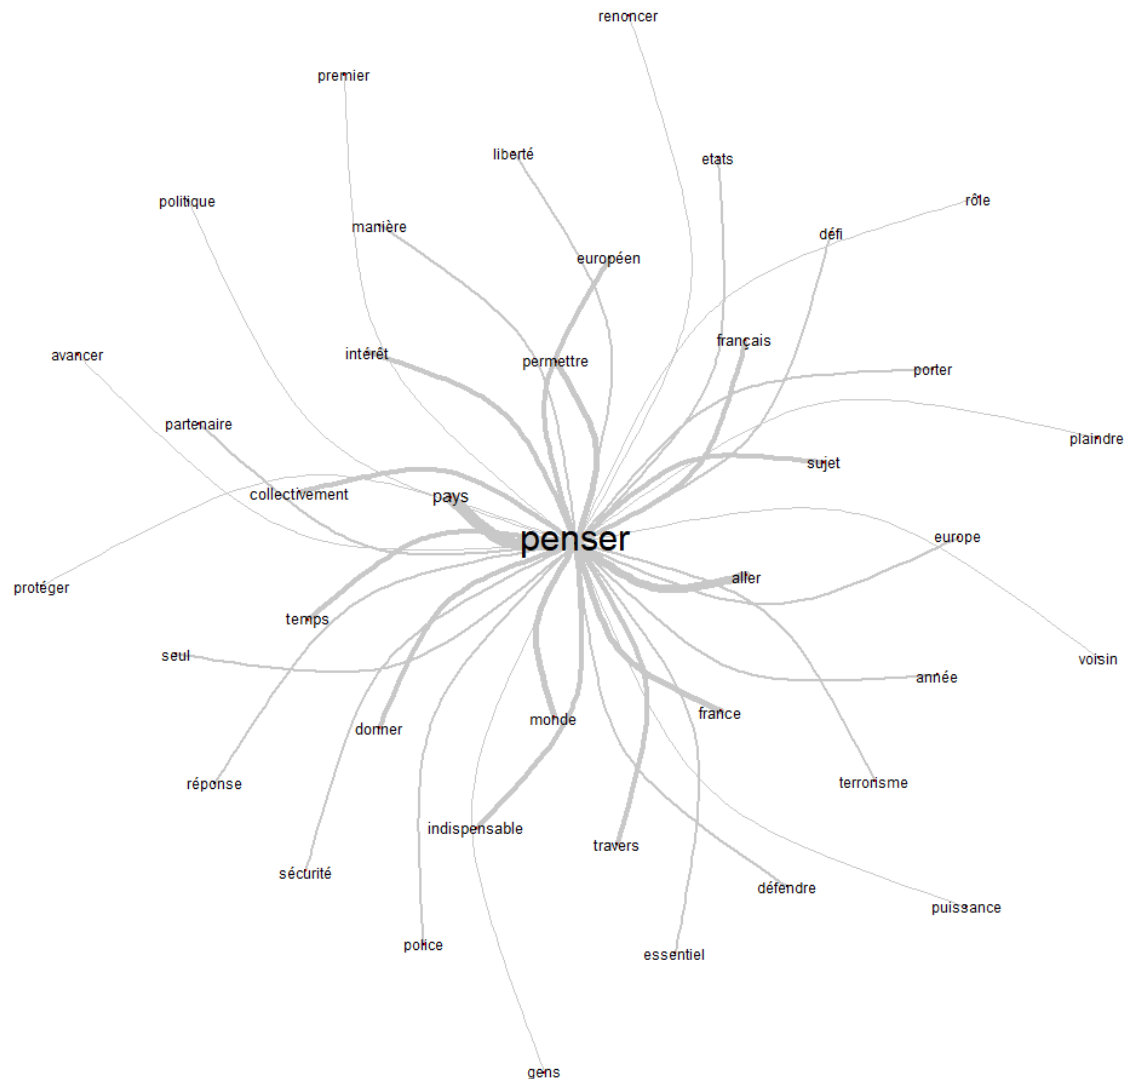 renoncer
premier
liberté
etats
politique
rôle
manière
défi
européen
français
avancer
intérêt
permettre
porter
partenaire
plaindre
sujet
collectivement
pays
penser
europe
aller
protéger
temps
seul
voisin
année
france
monde
donner
réponse
terrorisme
indispensable
travers
sécurité
défendre
puissance
police
essentiel
gens